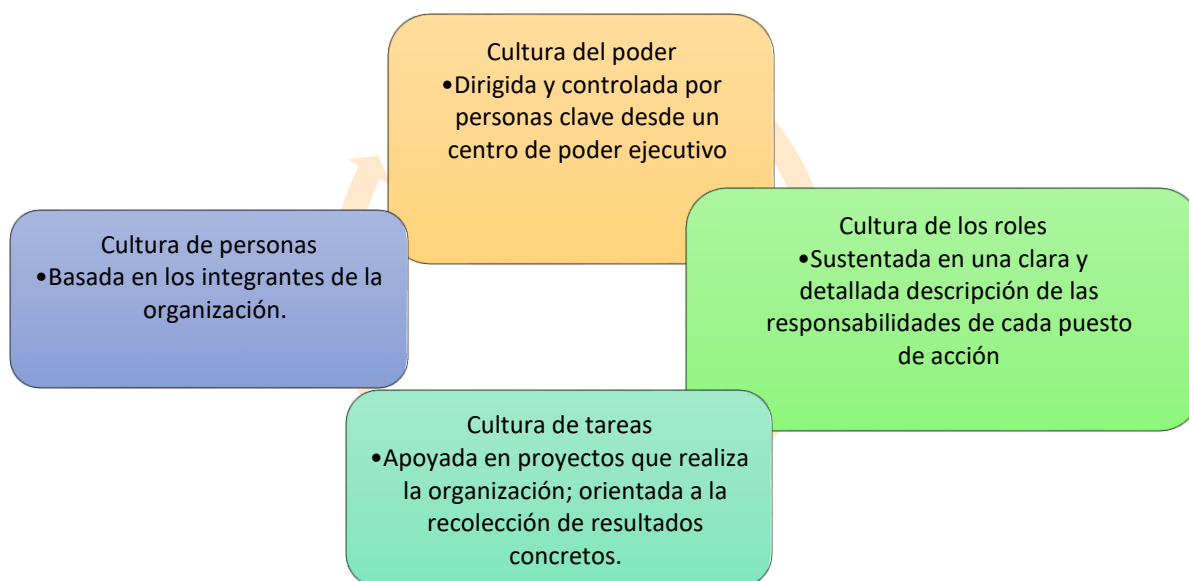 Cultura del poder
•Dirigida y controlada por
personas clave desde un
centro de poder ejecutivo
Cultura de los roles
•Sustentada en una clara y
detallada descripción de las
responsabilidades de cada puesto
de acción
Cultura de tareas
•Apoyada en proyectos que realiza
la organización; orientada a la
recolección de resultados
concretos.
Cultura de personas
•Basada en los integrantes de la
organización.